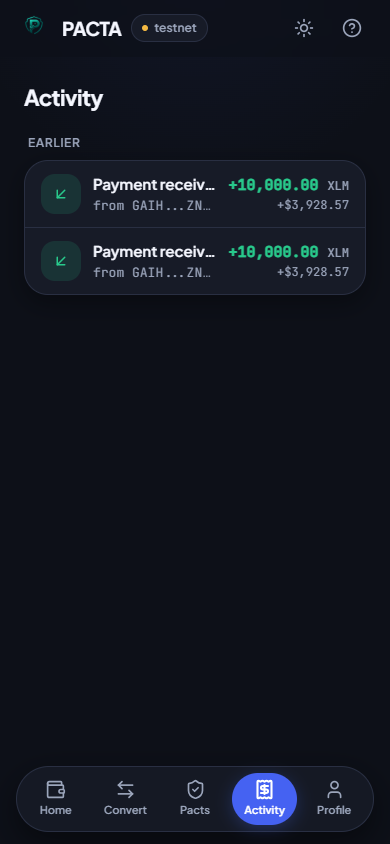 PACTA testnet
Activity
EARLIER
Payment receiv... +10,000.00 XLM
from GAIH...ZN… +$3,928.57
Payment receiv... +10,000.00 XLM
from GAIH...ZN… +$3,928.57
Home Convert Pacts Activity Profile